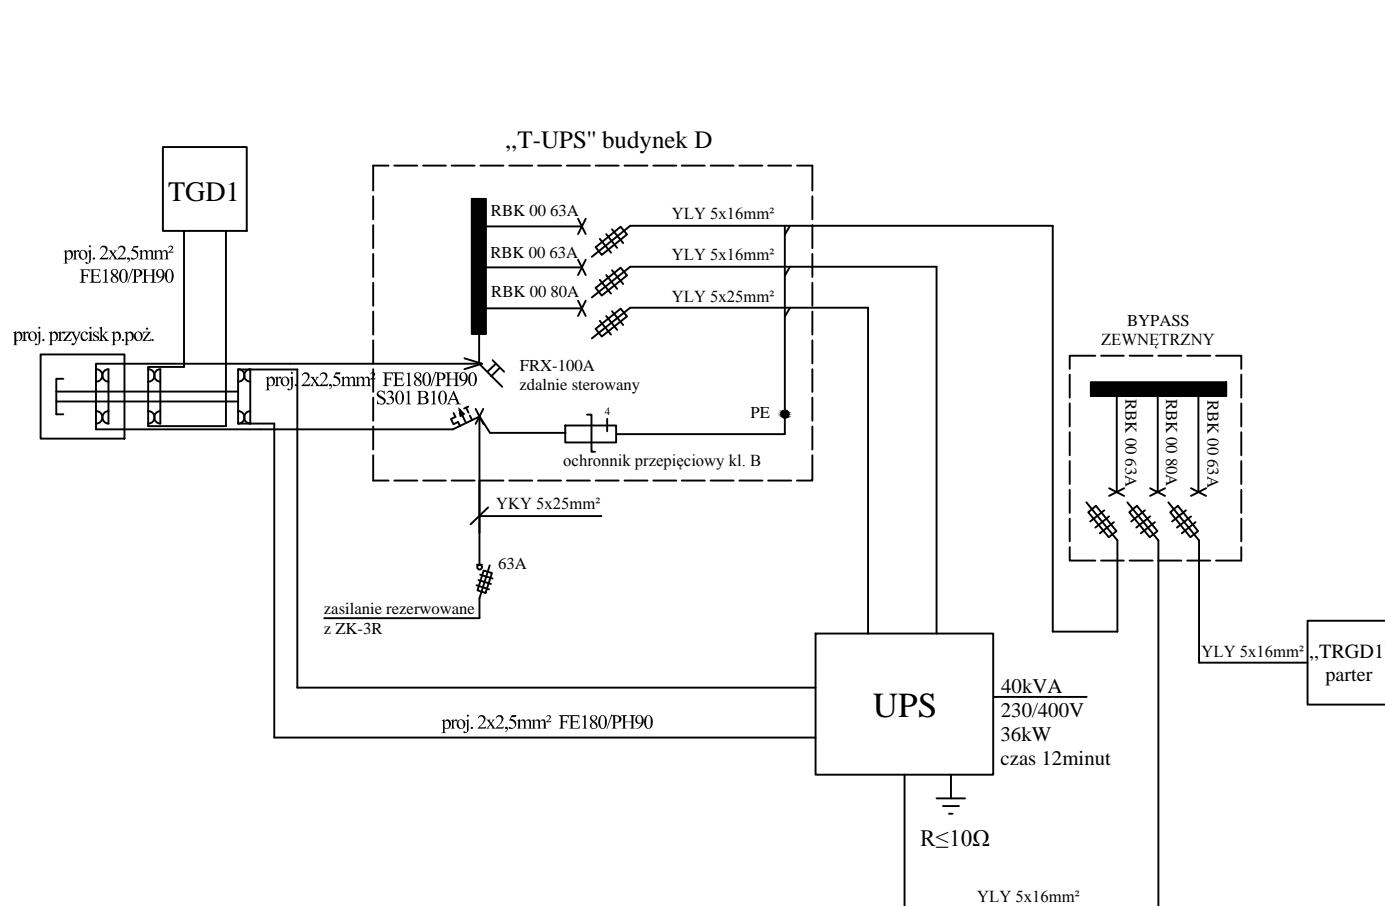 „T-UPS" budynek D
TGD1
RBK 00 63A
YLY 5x16mm²
proj. 2x2,5mm²
FE180/PH90
RBK 00 63A
YLY 5x16mm²
RBK 00 80A
YLY 5x25mm²
proj. przycisk p.poż.
BYPASS
ZEWNĘTRZNY
FRX-100A
zdalnie sterowany
proj. 2x2,5mm² FE180/PH90
S301 B10A
4
PE
ochronnik przepięciowy kl. B
RBK 00 63A
RBK 00 80A
RBK 00 63A
YKY 5x25mm²
63A
zasilanie rezerwowane
z ZK-3R
YLY 5x16mm²
„TRGD1
parter
UPS
40kVA
230/400V
36kW
czas 12minut
proj. 2x2,5mm² FE180/PH90
R≤10Ω
YLY 5x16mm²